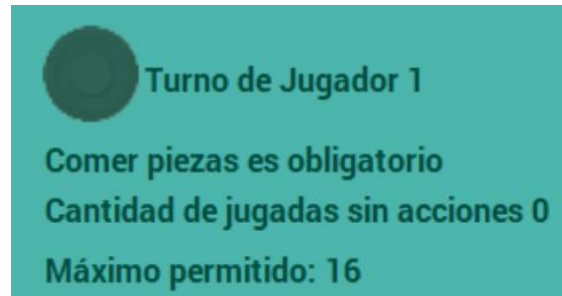 Turno de Jugador 1
Comer piezas es obligatorio
Cantidad de jugadas sin acciones 0
Máximo permitido: 16